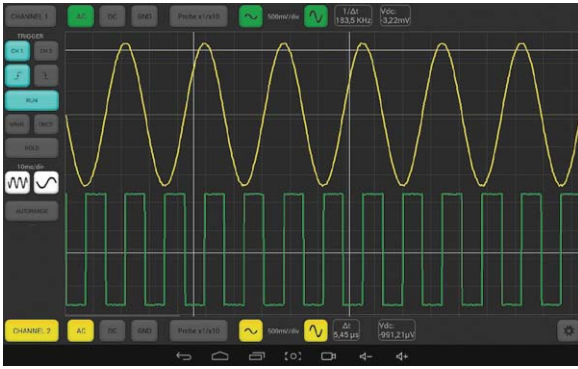 CHANNEL 1 AC DC GND Probe x1/x10 500mV/div 1/Δt Vdc:
183,5 KHz -3,22mV
TRIGGER
CH 1 CH 2
RUN
HOLD
10ms/div
AUTORANGE
CHANNEL 2 AC DC GND Probe x1/x10 500mV/div Δt Vdc:
5,45 µs -991,21µV